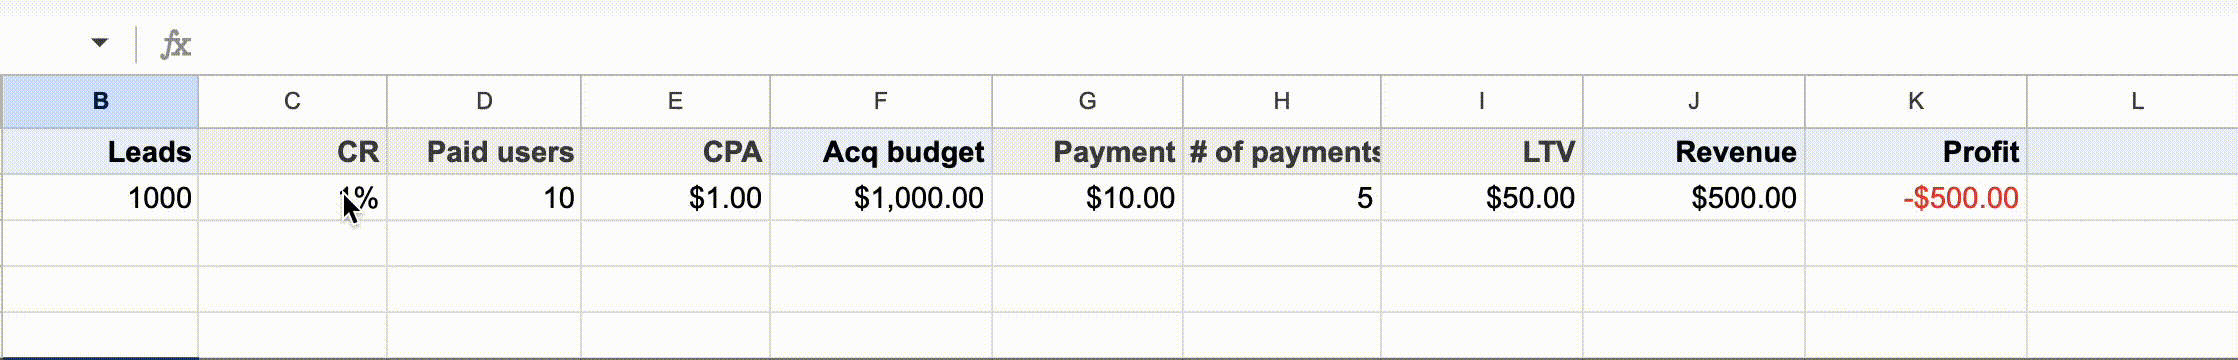 fx
B C D E F G H I J K L
Leads CR Paid users CPA Acq budget Payment # of payments LTV Revenue Profit
1000 1% 10 $1.00 $1,000.00 $10.00 5 $50.00 $500.00 -$500.00